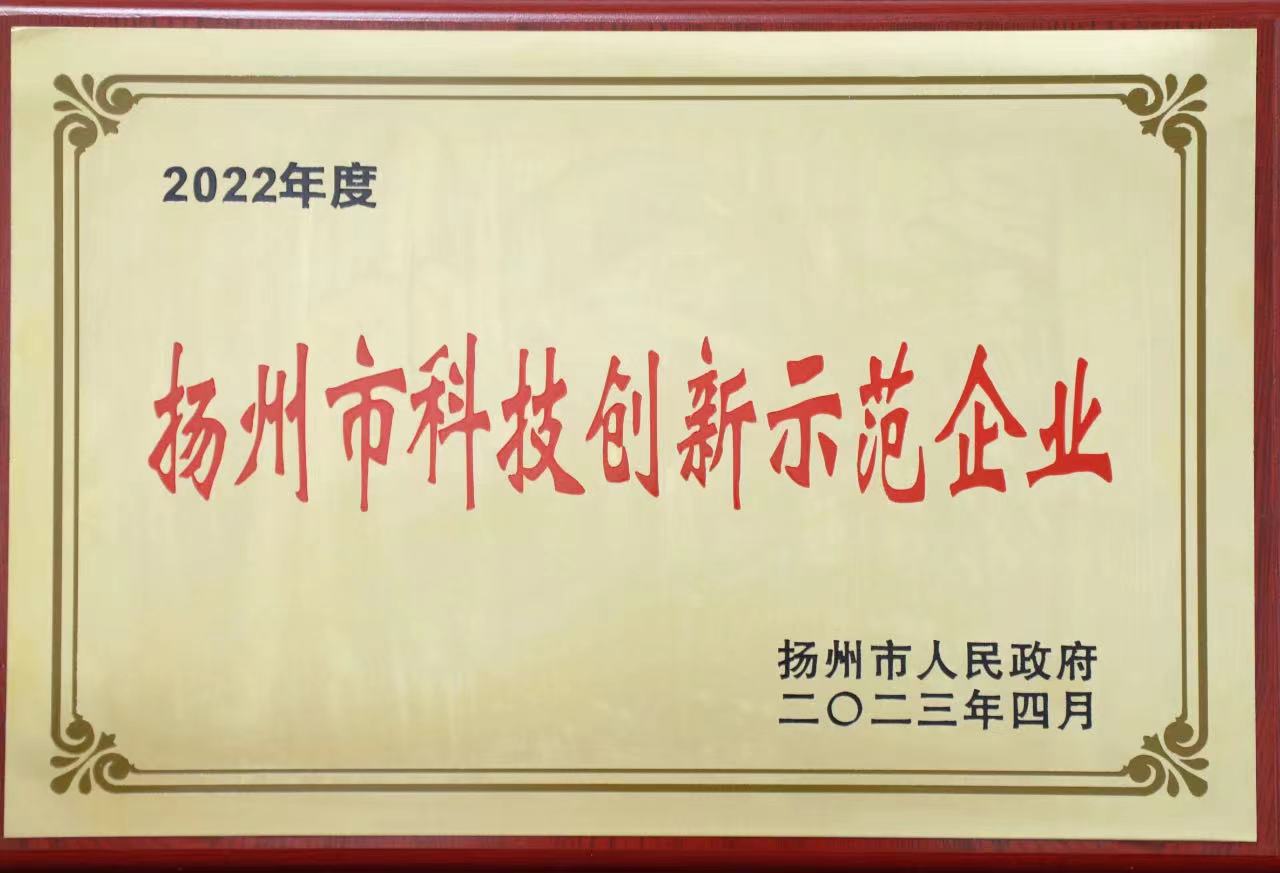 2022年度
扬州市科技创新示范企业
扬州市人民政府
二〇二三年四月